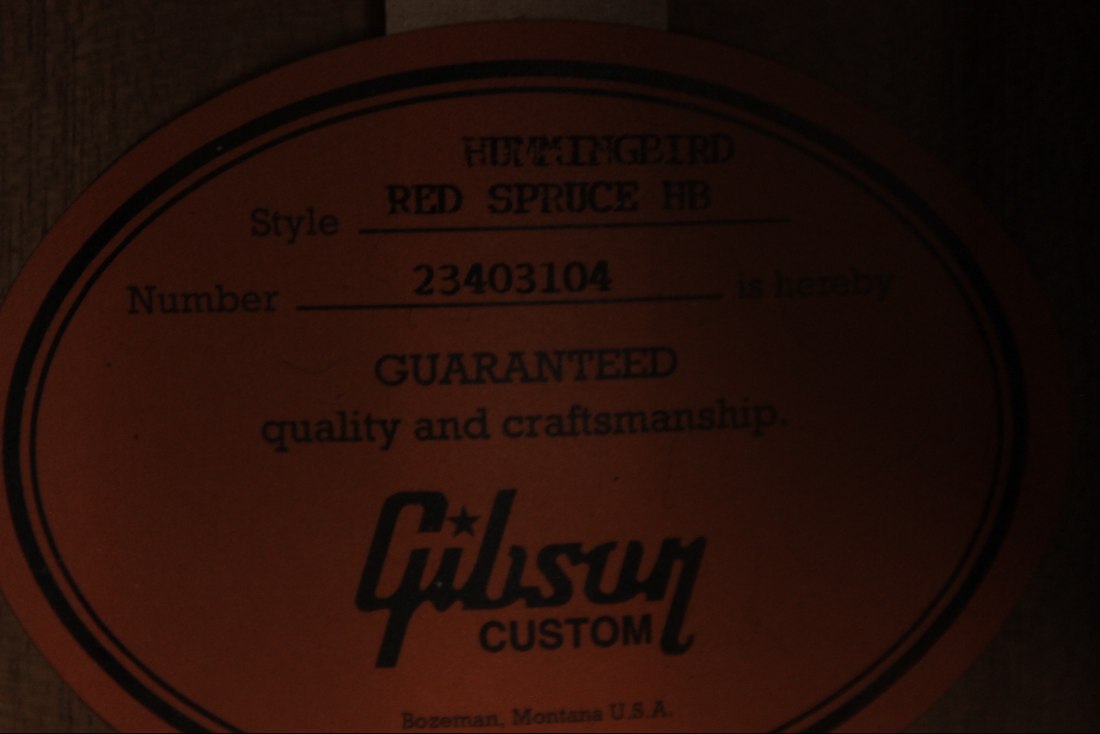 HUMMINGBIRD
Style RED SPRUCE HB
Number 23403104 is hereby
GUARANTEED
quality and craftsmanship.
Gibson
CUSTOM
Bozeman, Montana U.S.A.